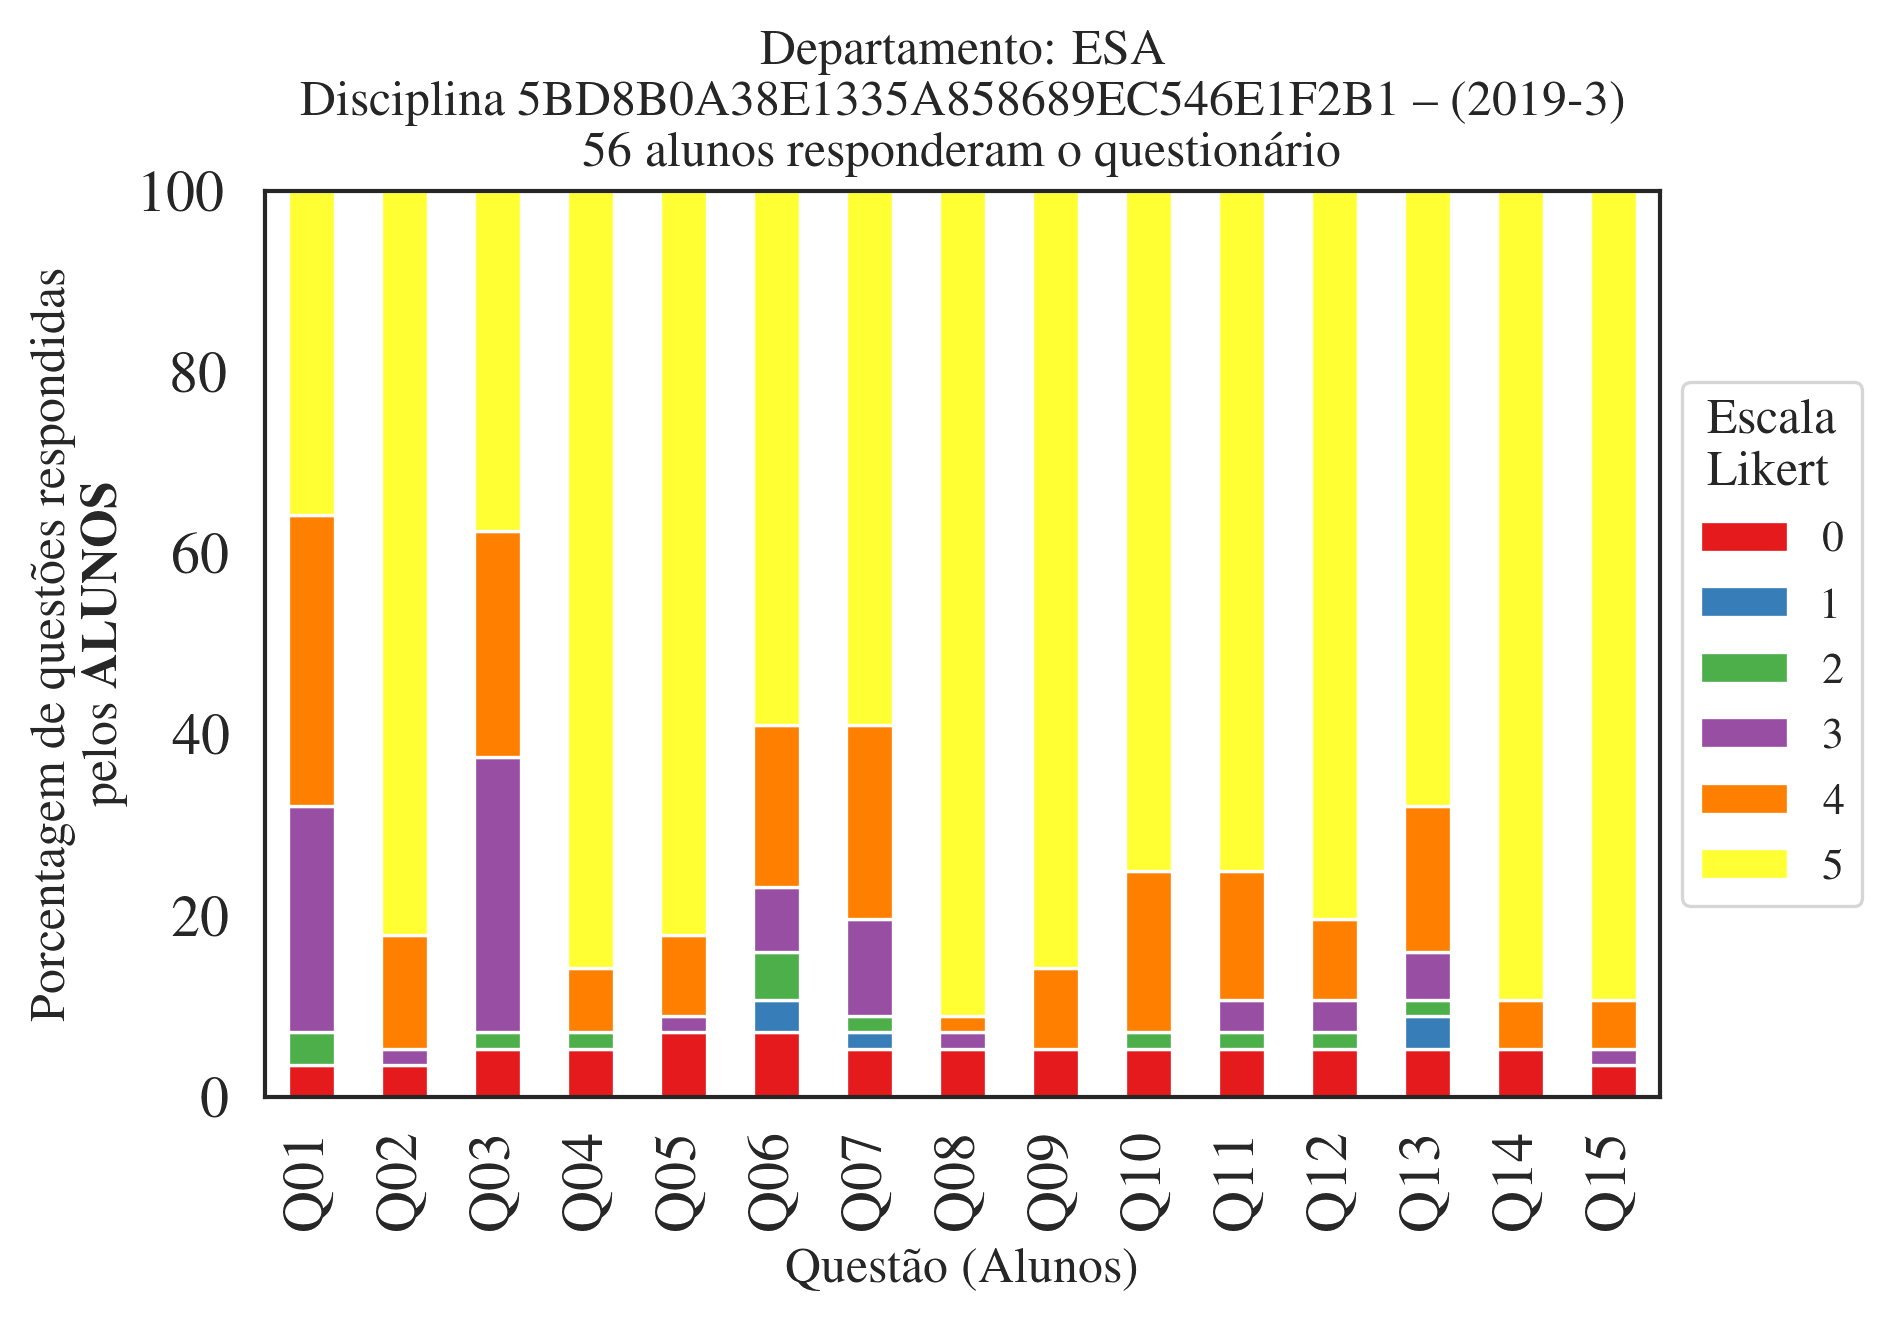 Departamento: ESA
Disciplina 5BD8B0A38E1335A858689EC546E1F2B1 – (2019-3)
56 alunos responderam o questionário
Porcentagem de questões respondidas
pelos ALUNOS
100
80
60
40
20
0
Q01
Q02
Q03
Q04
Q05
Q06
Q07
Q08
Q09
Q10
Q11
Q12
Q13
Q14
Q15
Questão (Alunos)
Escala
Likert
0
1
2
3
4
5